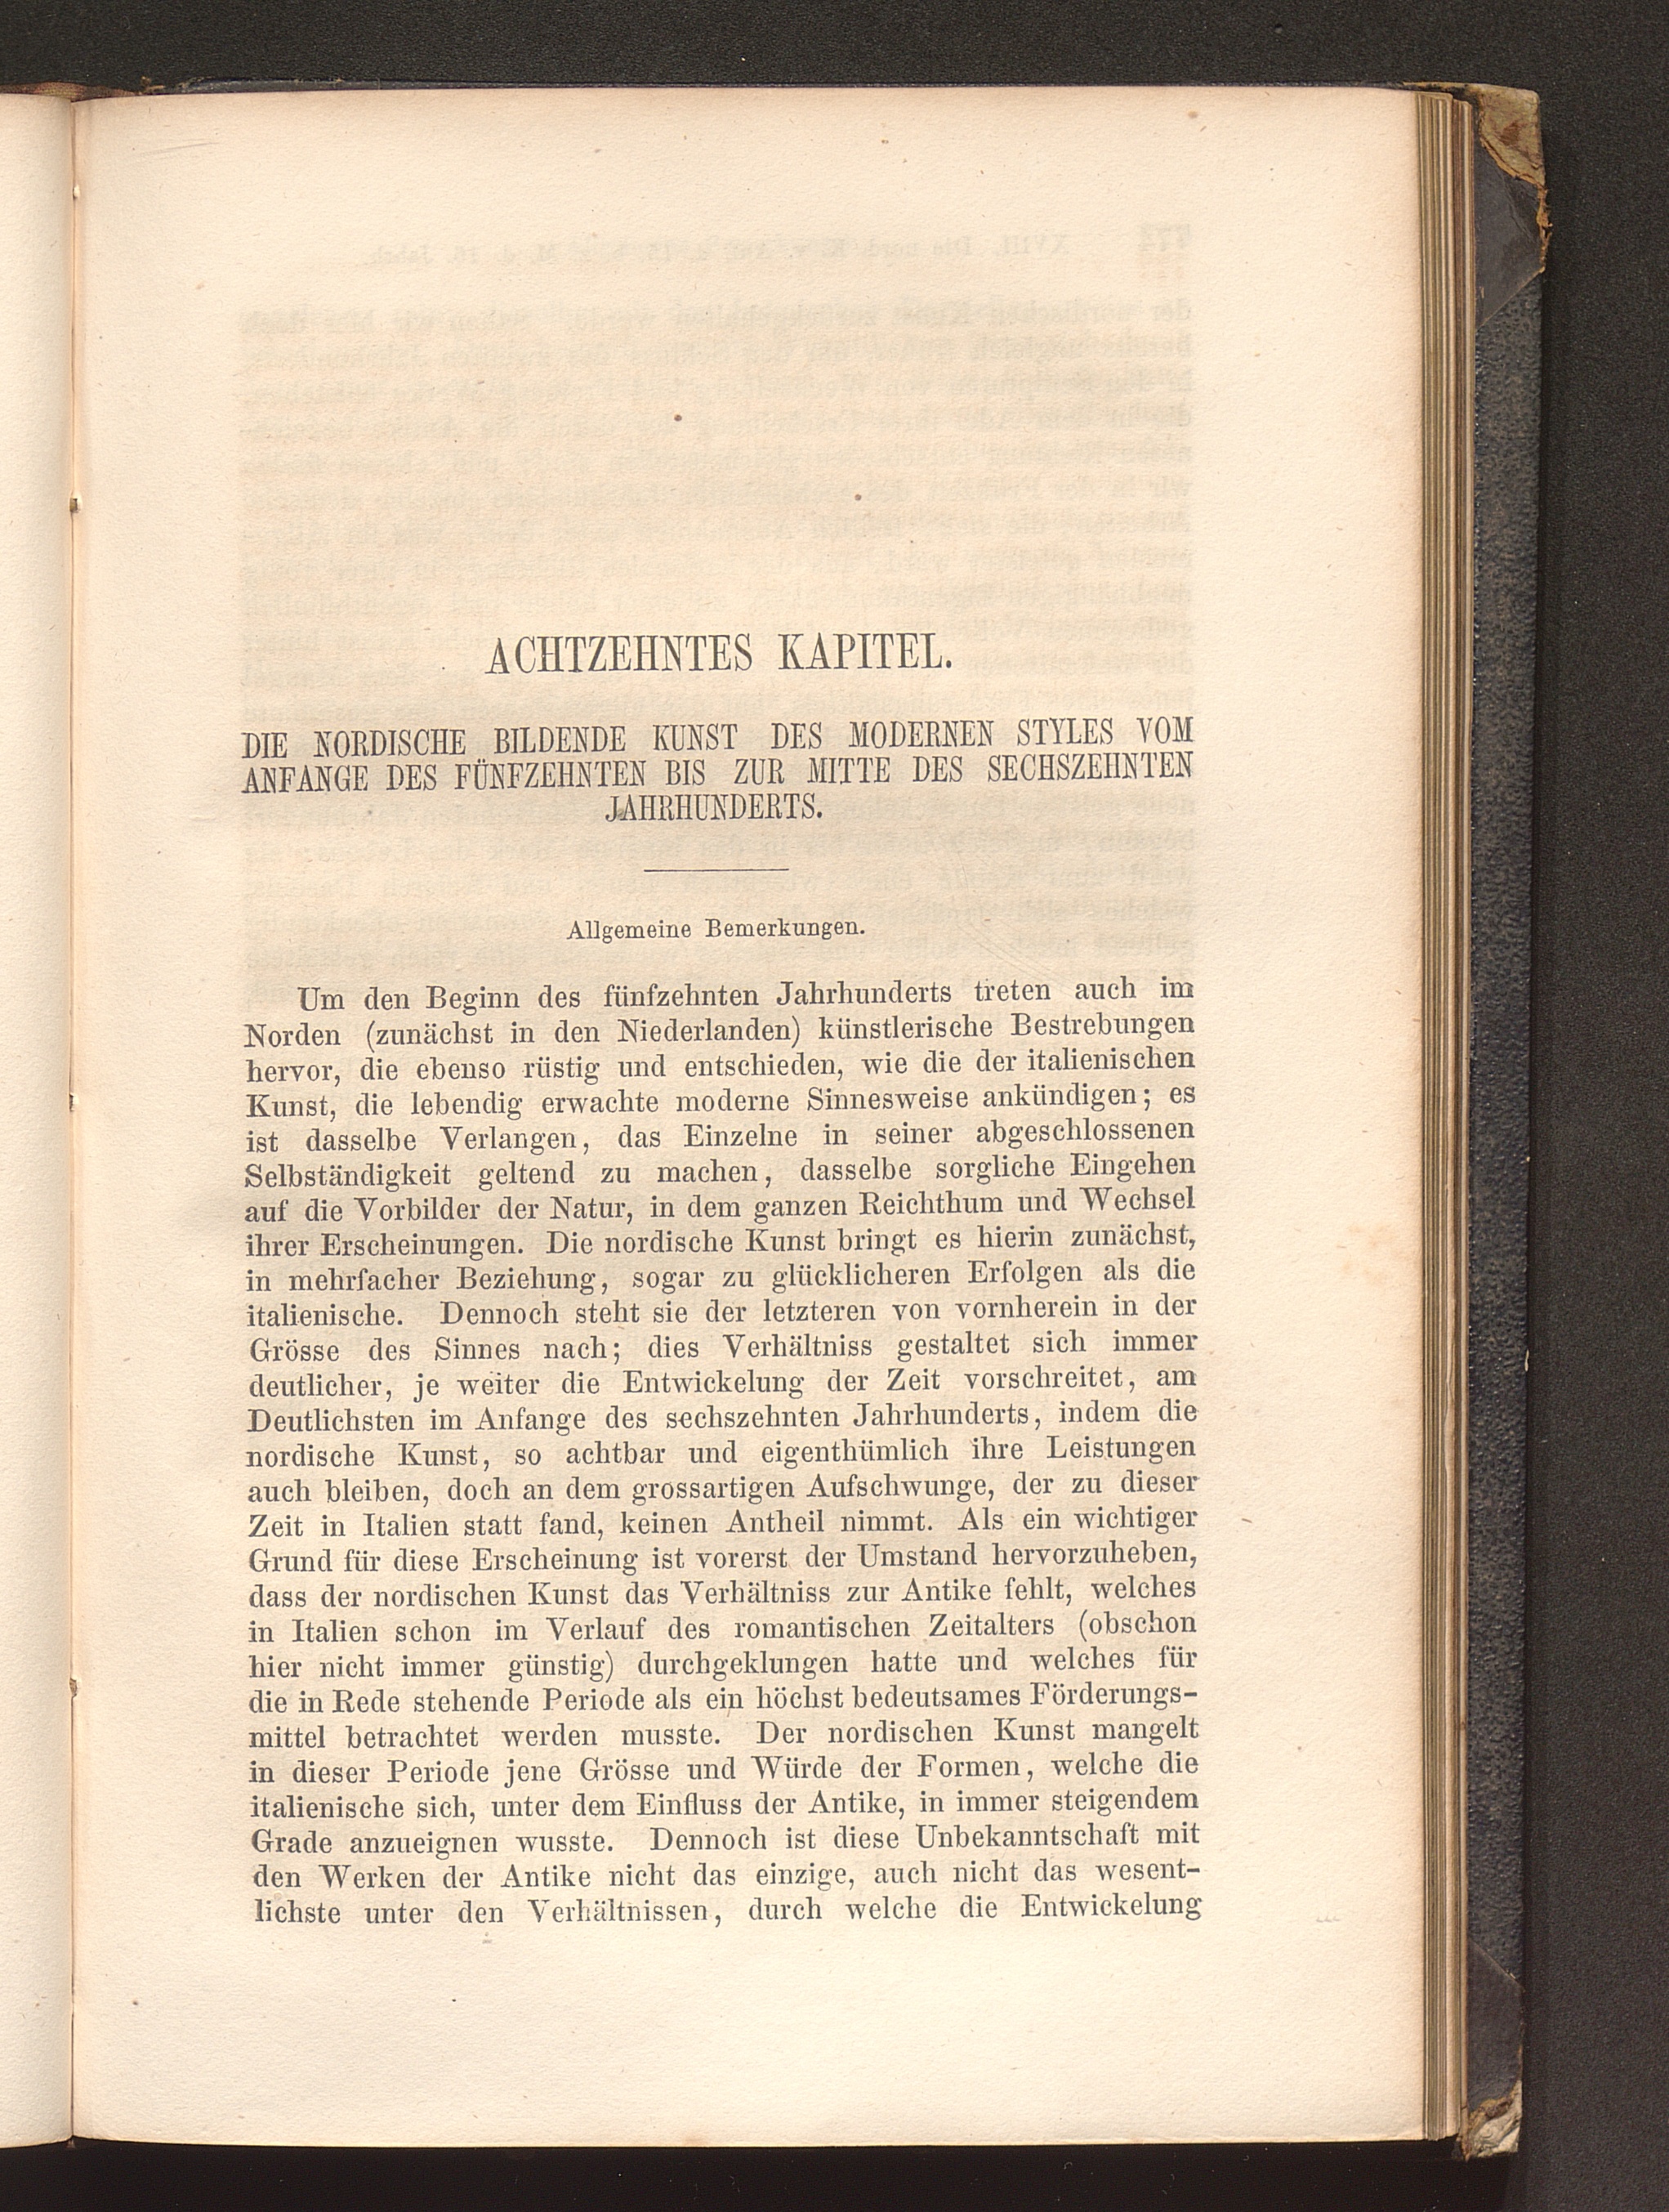 ACHTZEHNTES KAPITEL.
DIE NORDISCHE BILDENDE KUNST DES MODERNEN STYLES VOM
ANFANGE DES FÜNFZEHNTEN BIS ZUR MITTE DES SECHSZEHNTEN
JAHRHUNDERTS.
Allgemeine Bemerkungen.
Um den Beginn des fünfzehnten Jahrhunderts treten auch im
Norden (zunächst in den Niederlanden) künstlerische Bestrebungen
hervor, die ebenso rüstig und entschieden, wie die der italienischen
Kunst, die lebendig erwachte moderne Sinnesweise ankündigen; es
ist dasselbe Verlangen, das Einzelne in seiner abgeschlossenen
Selbständigkeit geltend zu machen, dasselbe sorgliche Eingehen
auf die Vorbilder der Natur, in dem ganzen Reichthum und Wechsel
ihrer Erscheinungen. Die nordische Kunst bringt es hierin zunächst,
in mehrfacher Beziehung, sogar zu glücklicheren Erfolgen als die
italienische. Dennoch steht sie der letzteren von vornherein in der
Grösse des Sinnes nach; dies Verhältniss gestaltet sich immer
deutlicher, je weiter die Entwickelung der Zeit vorschreitet, am
Deutlichsten im Anfange des sechszehnten Jahrhunderts, indem die
nordische Kunst, so achtbar und eigenthümlich ihre Leistungen
auch bleiben, doch an dem grossartigen Aufschwunge, der zu dieser
Zeit in Italien statt fand, keinen Antheil nimmt. Als ein wichtiger
Grund für diese Erscheinung ist vorerst der Umstand hervorzuheben,
dass der nordischen Kunst das Verhältniss zur Antike fehlt, welches
in Italien schon im Verlauf des romantischen Zeitalters (obschon
hier nicht immer günstig) durchgeklungen hatte und welches für
die in Rede stehende Periode als ein höchst bedeutsames Förderungs-
mittel betrachtet werden musste. Der nordischen Kunst mangelt
in dieser Periode jene Grösse und Würde der Formen, welche die
italienische sich, unter dem Einfluss der Antike, in immer steigendem
Grade anzueignen wusste. Dennoch ist diese Unbekanntschaft mit
den Werken der Antike nicht das einzige, auch nicht das wesent-
lichste unter den Verhältnissen, durch welche die Entwickelung